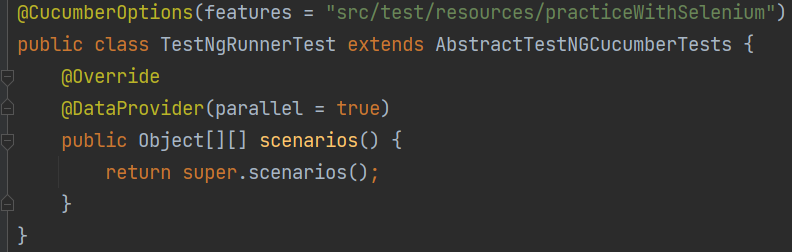 @CucumberOptions(features = "src/test/resources/practiceWithSelenium")
public class TestNgRunnerTest extends AbstractTestNGCucumberTests {
    @Override
    @DataProvider(parallel = true)
    public Object[][] scenarios() {
        return super.scenarios();
    }
}